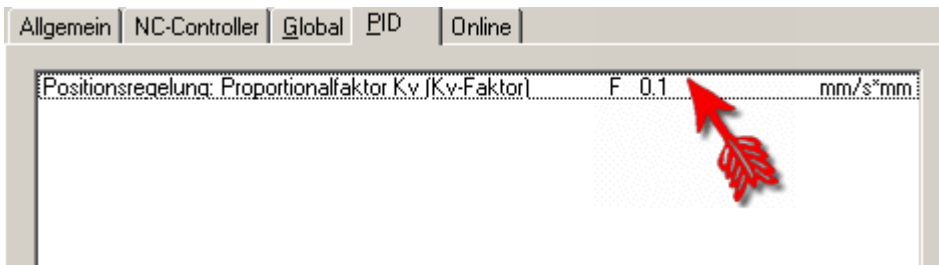 Allgemein NC-Controller Global PID Online
Positionsregelung: Proportionalfaktor Kv (Kv-Faktor) F 0.1 mm/s*mm